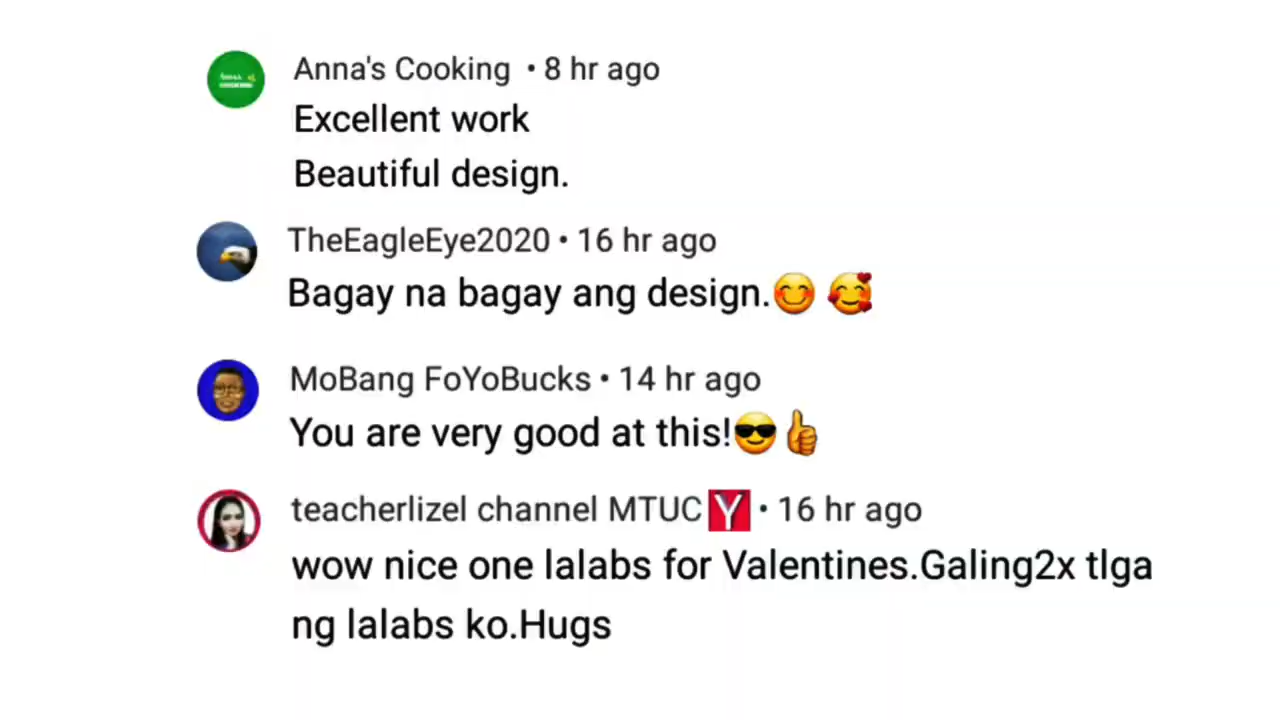 Anna's Cooking • 8 hr ago
Excellent work
Beautiful design.
TheEagleEye2020 • 16 hr ago
Bagay na bagay ang design.😊 🥰
MoBang FoYoBucks • 14 hr ago
You are very good at this!😎👍
teacherlizel channel MTUC Y • 16 hr ago
wow nice one lalabs for Valentines.Galing2x tlga
ng lalabs ko.Hugs